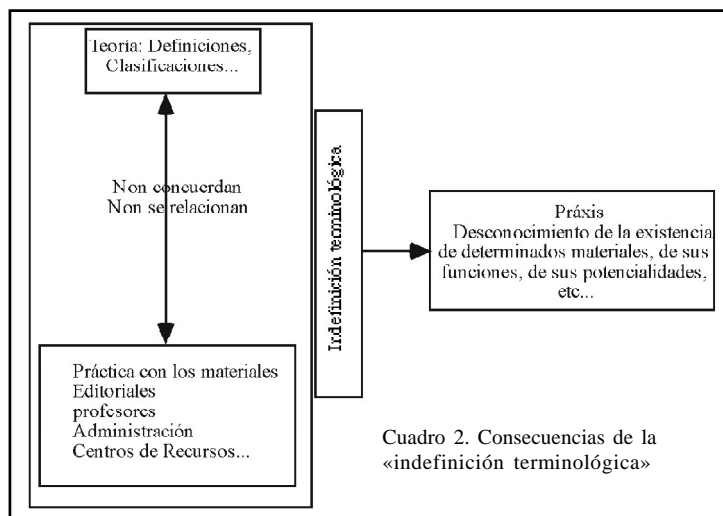 Teoría: Definiciones,
Clasificaciones...
Non concuerdan
Non se relacionan
Práctica con los materiales
Editoriales
profesores
Administración
Centros de Recursos...
Indefinición terminológica
Práxis
Desconocimiento de la existencia
de determinados materiales, de sus
funciones, de sus potencialidades,
etc...
Cuadro 2. Consecuencias de la
«indefinición terminológica»